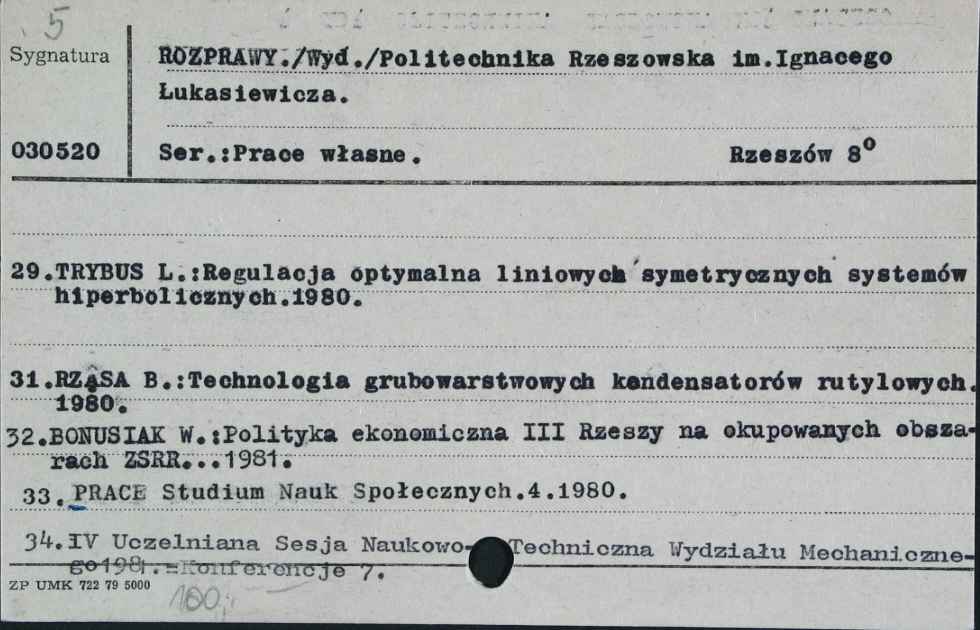 5
Sygnatura
ROZPRAWY./Wyd./Politechnika Rzeszowska im.Ignacego
Łukasiewicza.
030520
Ser.:Prace własne. Rzeszów 8°
29.TRYBUS L.:Regulacja optymalna liniowych symetrycznych systemów
hiperbolicznych.1980.
31.RZĄSA B.:Technologia grubowarstwowych kondensatorów rutylowych.
1980.
32.BONUSIAK W.:Polityka ekonomiczna III Rzeszy na okupowanych obsza-
rach ZSRR...1981.
33.PRACE Studium Nauk Społecznych.4.1980.
34.IV Uczelniana Sesja Naukowo-Techniczna Wydziału Mechaniczne-
go1981.=Konferencje 7.
ZP UMK 722 79 5000
100,-